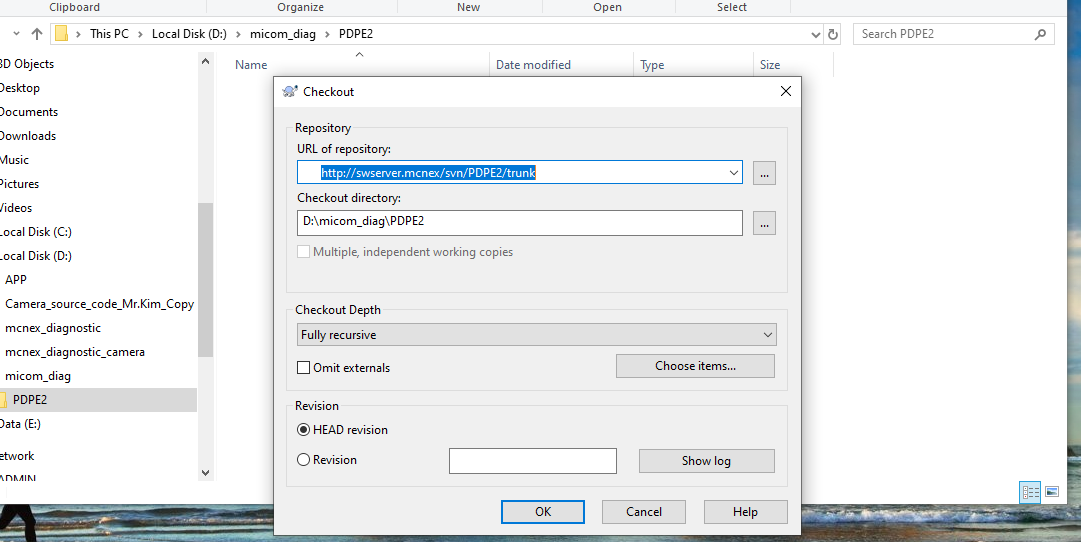 Clipboard Organize New Open Select
This PC Local Disk (D:) micom_diag PDPE2 Search PDPE2
Name Date modified Type Size
3D Objects
Desktop
Documents
Downloads
Music
Pictures
Videos
Local Disk (C:)
Local Disk (D:)
APP
Camera_source_code_Mr.Kim_Copy
mcnex_diagnostic
mcnex_diagnostic_camera
micom_diag
PDPE2
Data (E:)
etwork
ADMIN
Checkout
Repository
URL of repository:
http://swserver.mcnex/svn/PDPE2/trunk
...
Checkout directory:
D:\micom_diag\PDPE2
...
Multiple, independent working copies
Checkout Depth
Fully recursive
Omit externals
Choose items...
Revision
HEAD revision
Revision
Show log
OK Cancel Help